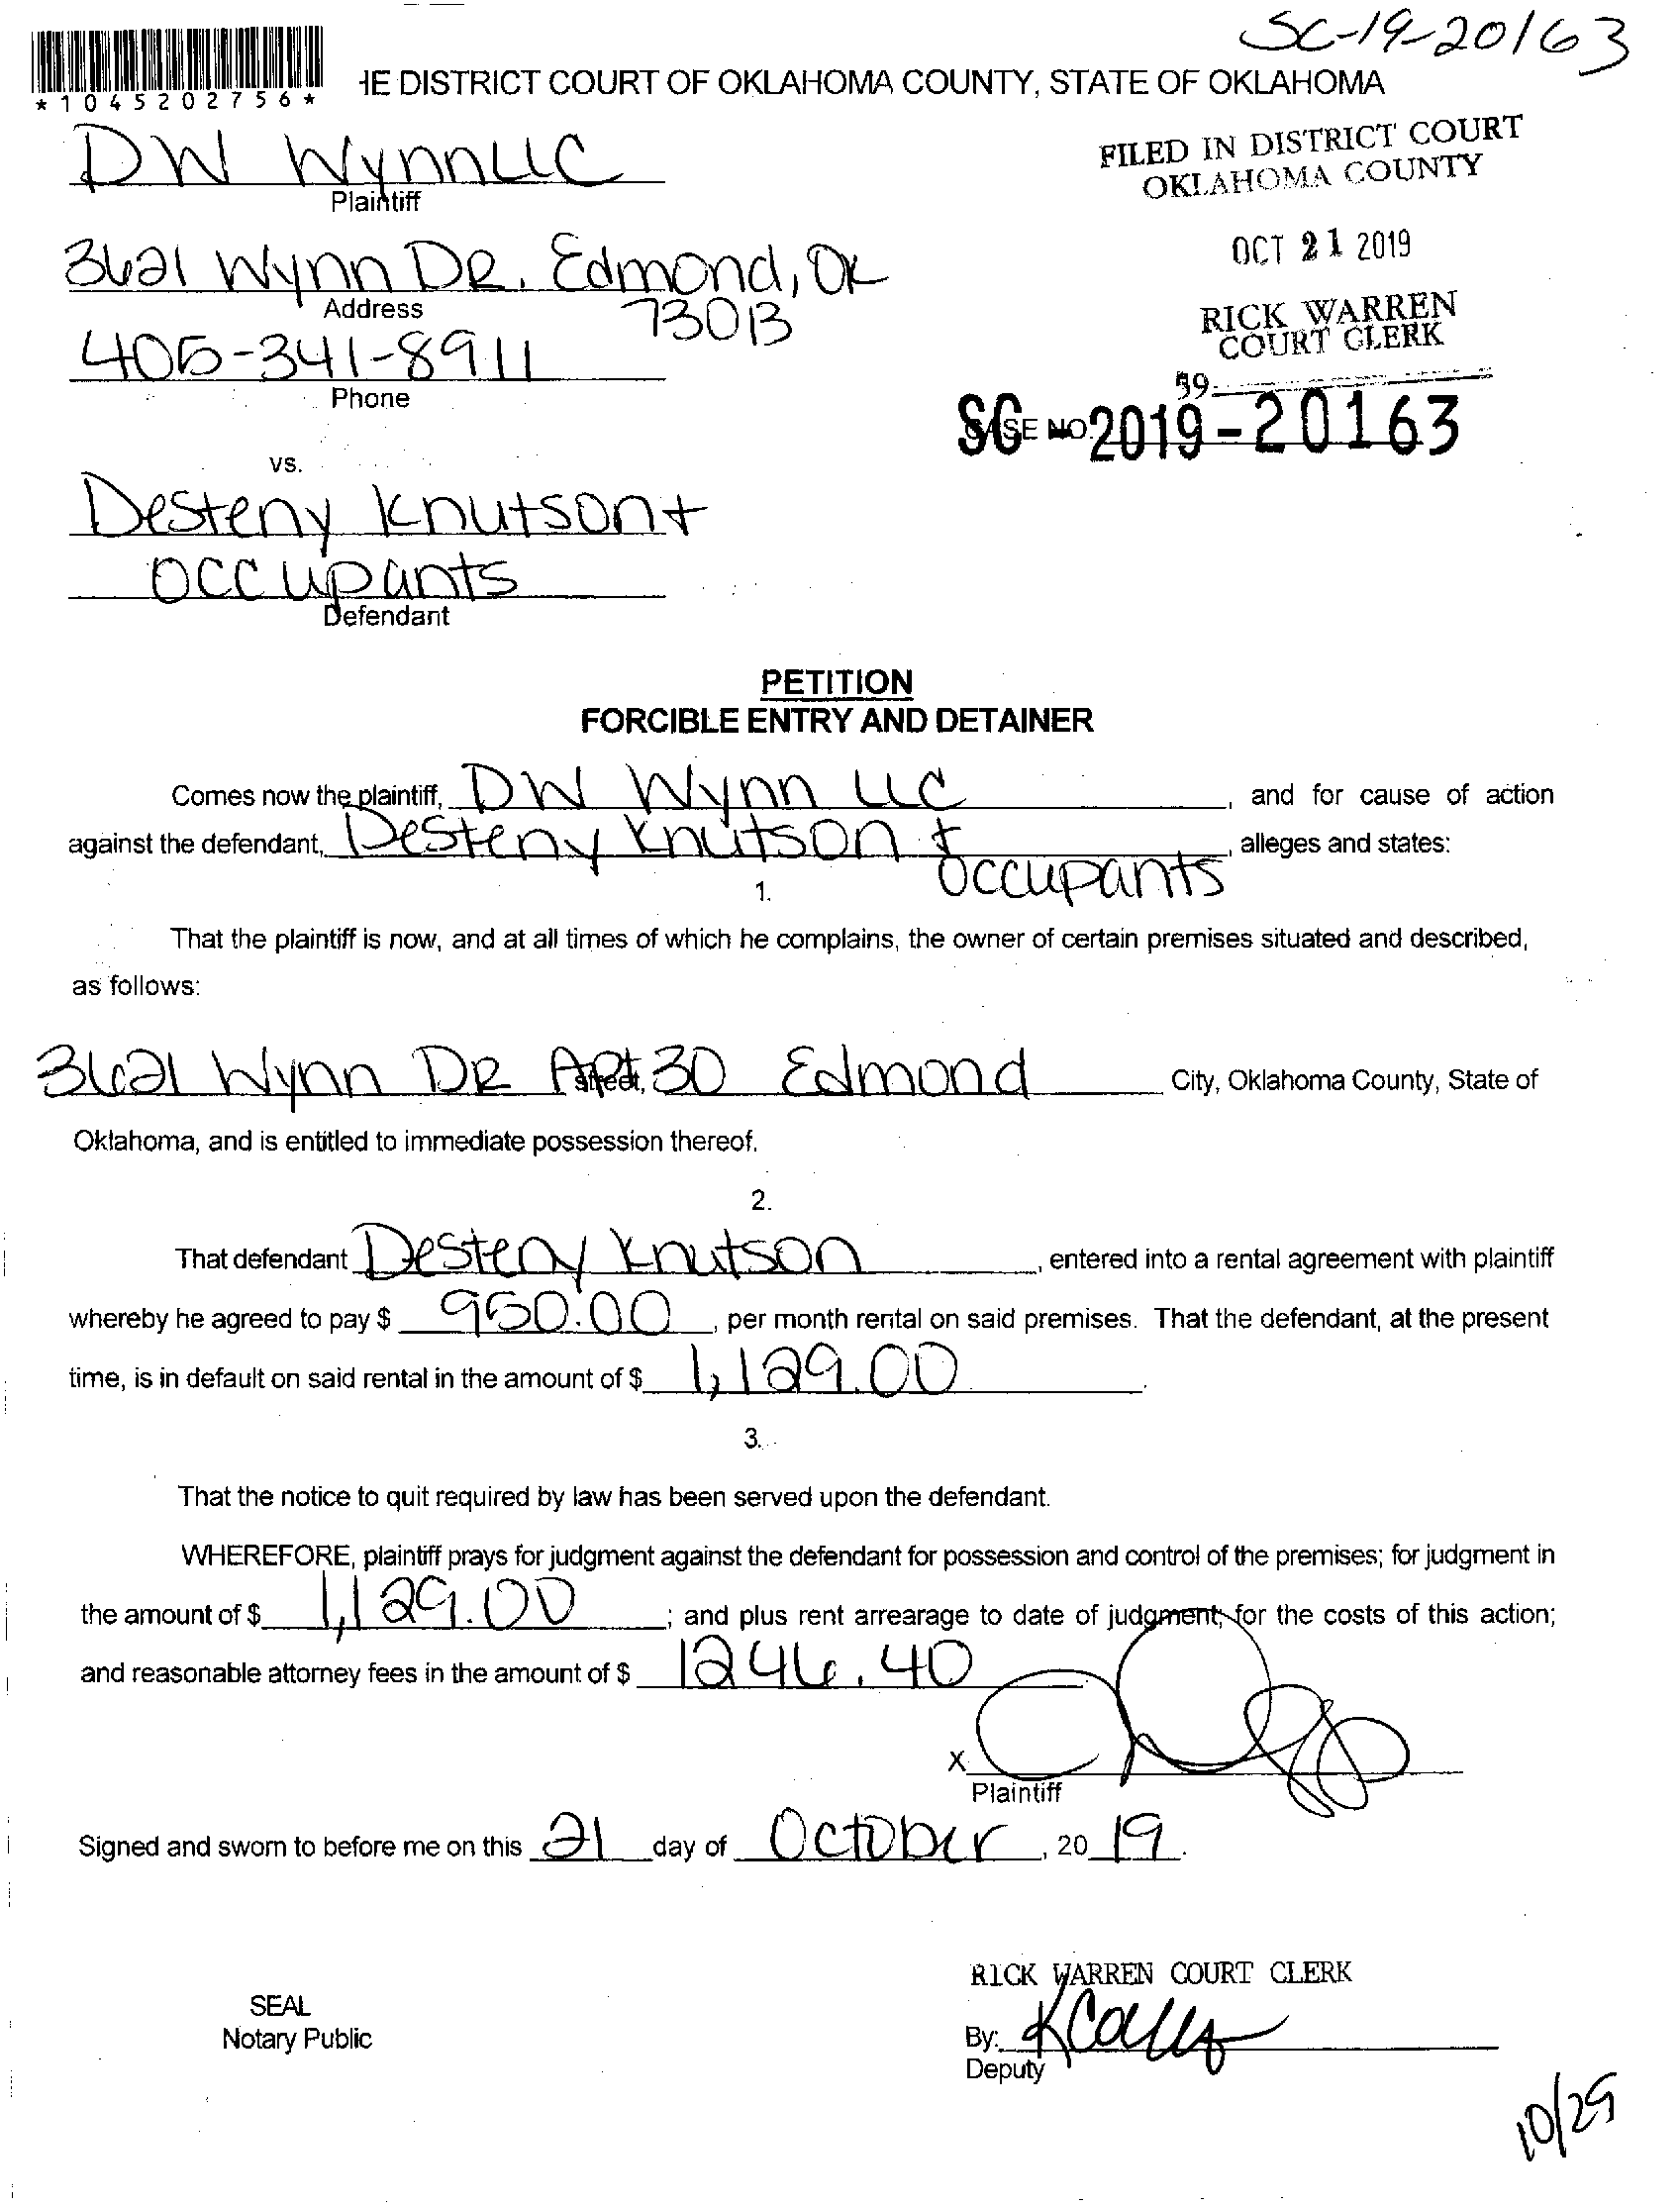 SC-19-20163
*1045202756*
HE DISTRICT COURT OF OKLAHOMA COUNTY, STATE OF OKLAHOMA
DW Wynn LLC
Plaintiff
FILED IN DISTRICT COURT
OKLAHOMA COUNTY
3621 Wynn DR. Edmond, OK
Address
73013
OCT 21 2019
405-341-8911
Phone
RICK WARREN
COURT CLERK
39
SC CASE NO. 2019-20163
vs.
Desteny Knutson +
occupants
Defendant
PETITION
FORCIBLE ENTRY AND DETAINER
Comes now the plaintiff, DW Wynn LLC, and for cause of action
against the defendant, Desteny Knutson + occupants, alleges and states:
1.
That the plaintiff is now, and at all times of which he complains, the owner of certain premises situated and described,
as follows:
3621 Wynn DR Apt 30 Edmond City, Oklahoma County, State of
street,
Oklahoma, and is entitled to immediate possession thereof.
2.
That defendant Desteny Knutson, entered into a rental agreement with plaintiff
whereby he agreed to pay $ 950.00, per month rental on said premises. That the defendant, at the present
time, is in default on said rental in the amount of $ 1,129.00.
3.
That the notice to quit required by law has been served upon the defendant.
WHEREFORE, plaintiff prays for judgment against the defendant for possession and control of the premises; for judgment in
the amount of $ 1,129.00; and plus rent arrearage to date of judgment; for the costs of this action;
and reasonable attorney fees in the amount of $ 1246.40
X
Plaintiff
Signed and sworn to before me on this 21 day of October, 2019.
RICK WARREN COURT CLERK
SEAL
Notary Public
By:
Deputy
10/29